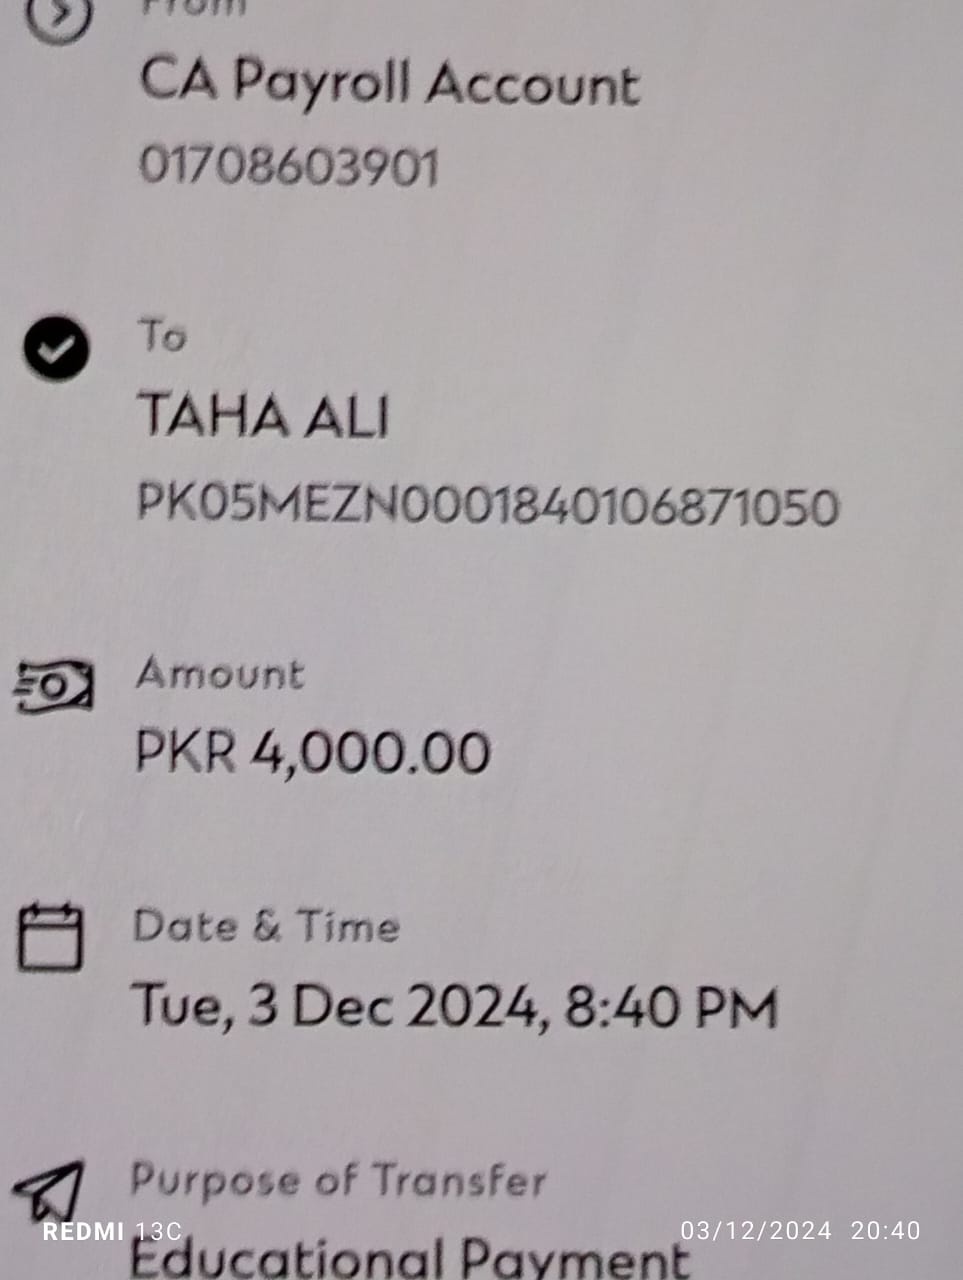 From
CA Payroll Account
01708603901
To
TAHA ALI
PK05MEZN0001840106871050
Amount
PKR 4,000.00
Date & Time
Tue, 3 Dec 2024, 8:40 PM
Purpose of Transfer
REDMI 13C
03/12/2024 20:40
Educational Payment